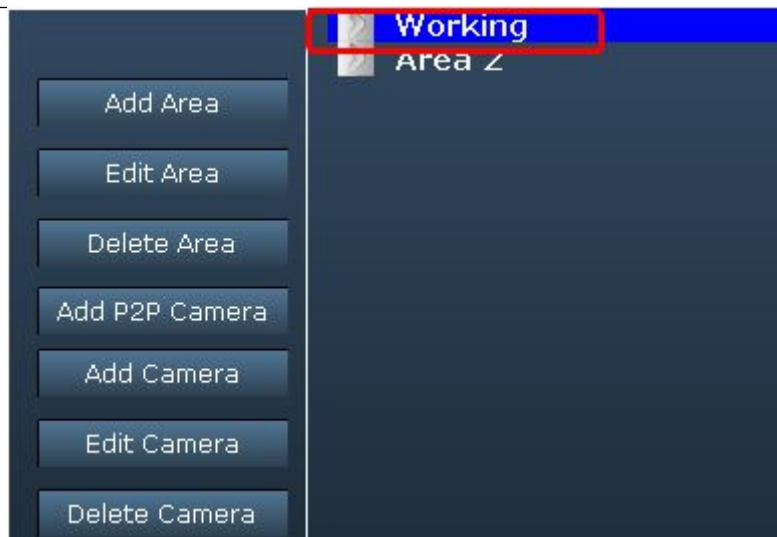 Working
Area 2
Add Area
Edit Area
Delete Area
Add P2P Camera
Add Camera
Edit Camera
Delete Camera